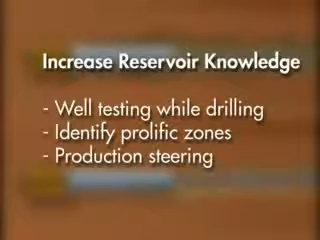 Increase Reservoir Knowledge
- Well testing while drilling
- Identify prolific zones
- Production steering